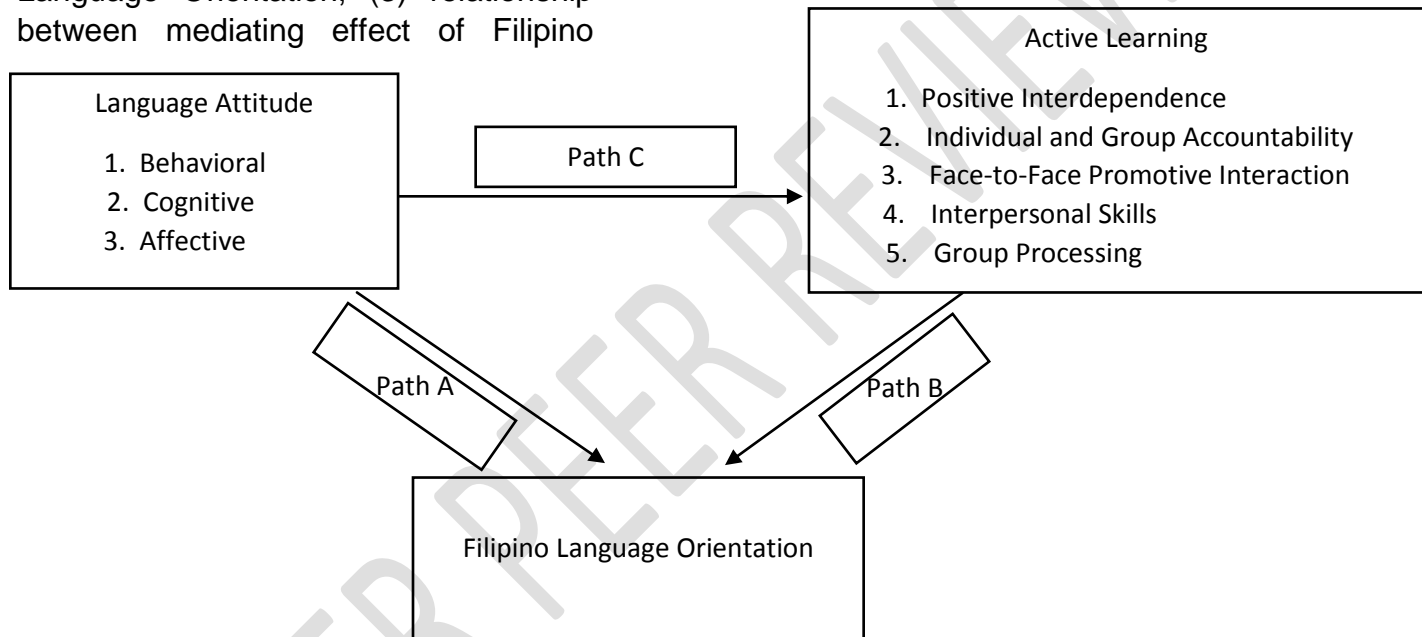 Language Orientation; (3) relationship
between mediating effect of Filipino
Language Attitude
1. Behavioral
2. Cognitive
3. Affective
Path C
Active Learning
1. Positive Interdependence
2. Individual and Group Accountability
3. Face-to-Face Promotive Interaction
4. Interpersonal Skills
5. Group Processing
Path A
Path B
Filipino Language Orientation
PEER REVIEW